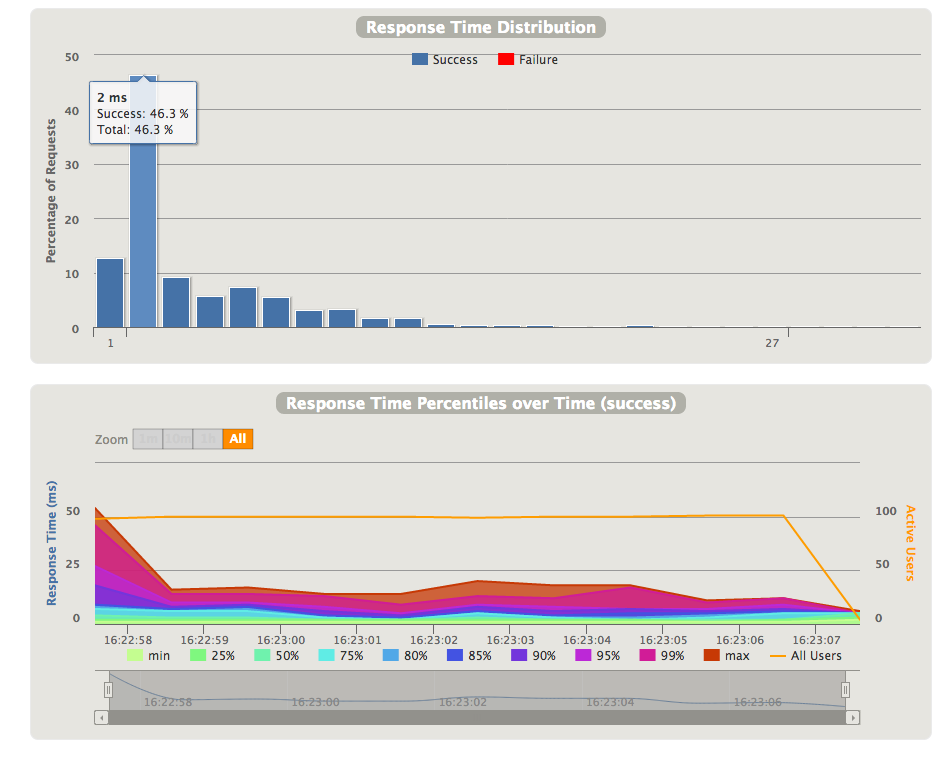 Response Time Distribution
Success Failure
50
2 ms
Success: 46.3 %
Total: 46.3 %
40
30
20
10
0
Percentage of Requests
1 27
Response Time Percentiles over Time (success)
Zoom 1m 10m 1h All
Response Time (ms)
50
25
0
100
50
0
Active Users
16:22:58 16:22:59 16:23:00 16:23:01 16:23:02 16:23:03 16:23:04 16:23:05 16:23:06 16:23:07
min 25% 50% 75% 80% 85% 90% 95% 99% max All Users
16:22:58 16:23:00 16:23:02 16:23:04 16:23:06